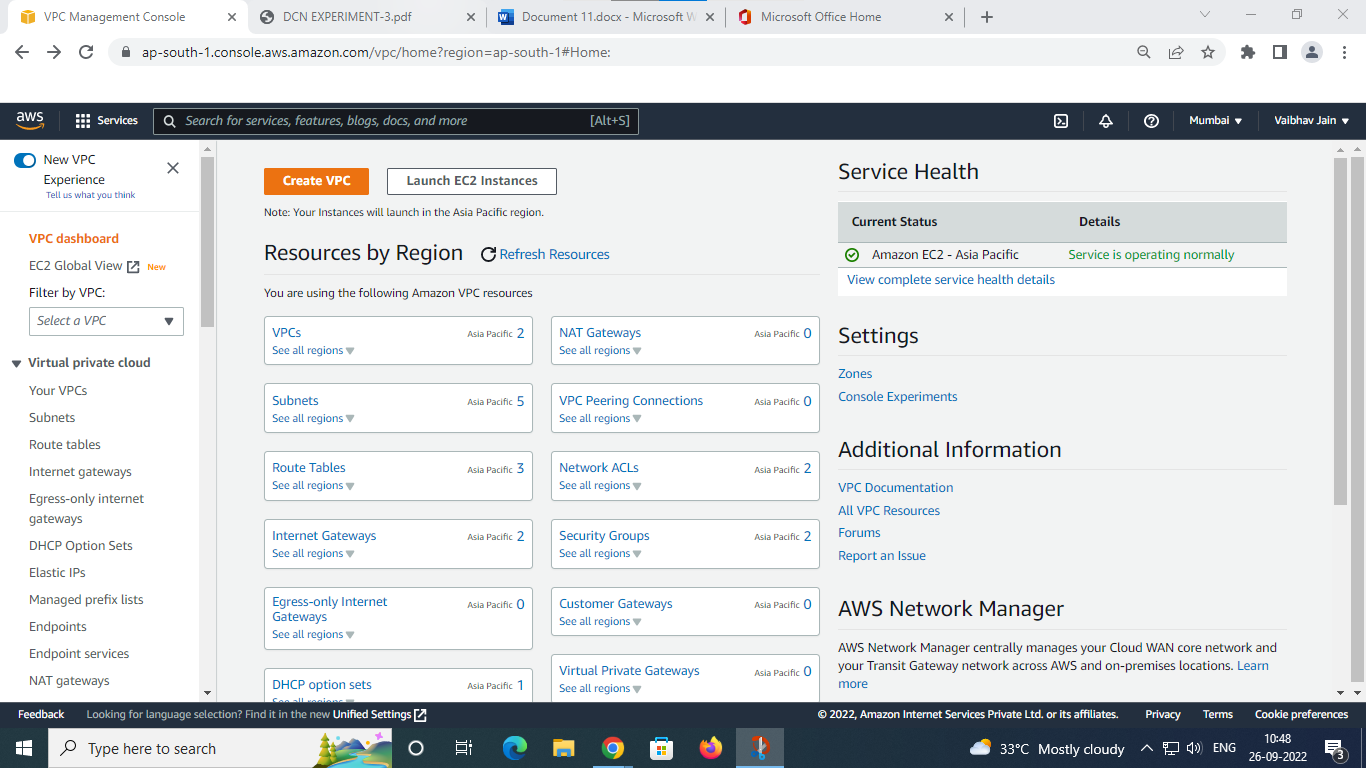 VPC Management Console
DCN EXPERIMENT-3.pdf
Document 11.docx - Microsoft W
Microsoft Office Home
ap-south-1.console.aws.amazon.com/vpc/home?region=ap-south-1#Home:
aws
Services
Search for services, features, blogs, docs, and more
[Alt+S]
Mumbai
Vaibhav Jain
New VPC
Experience
Tell us what you think
VPC dashboard
EC2 Global View
New
Filter by VPC:
Select a VPC
Virtual private cloud
Your VPCs
Subnets
Route tables
Internet gateways
Egress-only internet
gateways
DHCP Option Sets
Elastic IPs
Managed prefix lists
Endpoints
Endpoint services
NAT gateways
Create VPC
Launch EC2 Instances
Note: Your Instances will launch in the Asia Pacific region.
Resources by Region
Refresh Resources
You are using the following Amazon VPC resources
VPCs
Asia Pacific 2
See all regions
NAT Gateways
Asia Pacific 0
See all regions
Subnets
Asia Pacific 5
See all regions
VPC Peering Connections
Asia Pacific 0
See all regions
Route Tables
Asia Pacific 3
See all regions
Network ACLs
Asia Pacific 2
See all regions
Internet Gateways
Asia Pacific 2
See all regions
Security Groups
Asia Pacific 2
See all regions
Egress-only Internet
Gateways
Asia Pacific 0
See all regions
Customer Gateways
Asia Pacific 0
See all regions
DHCP option sets
Asia Pacific 1
See all regions
Virtual Private Gateways
Asia Pacific 0
See all regions
Service Health
Current Status
Details
Amazon EC2 - Asia Pacific
Service is operating normally
View complete service health details
Settings
Zones
Console Experiments
Additional Information
VPC Documentation
All VPC Resources
Forums
Report an Issue
AWS Network Manager
AWS Network Manager centrally manages your Cloud WAN core network and
your Transit Gateway network across AWS and on-premises locations. Learn
more
Feedback
Looking for language selection? Find it in the new Unified Settings
© 2022, Amazon Internet Services Private Ltd. or its affiliates.
Privacy
Terms
Cookie preferences
Type here to search
33°C Mostly cloudy
ENG
10:48
26-09-2022
3